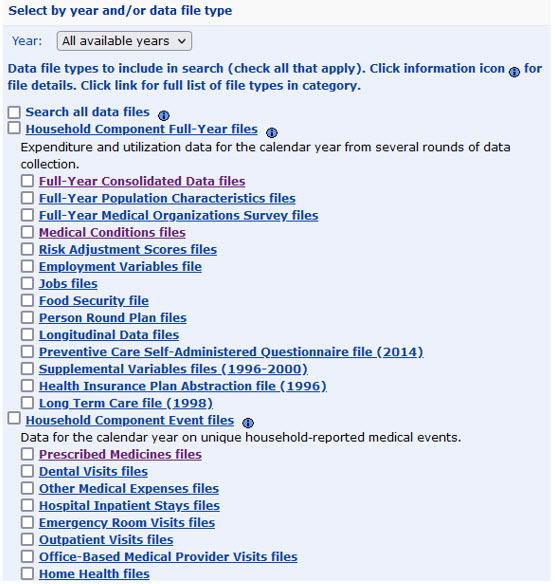 Select by year and/or data file type
Year: All available years
Data file types to include in search (check all that apply). Click information icon for
file details. Click link for full list of file types in category.
Search all data files
Household Component Full-Year files
Expenditure and utilization data for the calendar year from several rounds of data
collection.
Full-Year Consolidated Data files
Full-Year Population Characteristics files
Full-Year Medical Organizations Survey files
Medical Conditions files
Risk Adjustment Scores files
Employment Variables file
Jobs files
Food Security file
Person Round Plan files
Longitudinal Data files
Preventive Care Self-Administered Questionnaire file (2014)
Supplemental Variables files (1996-2000)
Health Insurance Plan Abstraction file (1996)
Long Term Care file (1998)
Household Component Event files
Data for the calendar year on unique household-reported medical events.
Prescribed Medicines files
Dental Visits files
Other Medical Expenses files
Hospital Inpatient Stays files
Emergency Room Visits files
Outpatient Visits files
Office-Based Medical Provider Visits files
Home Health files